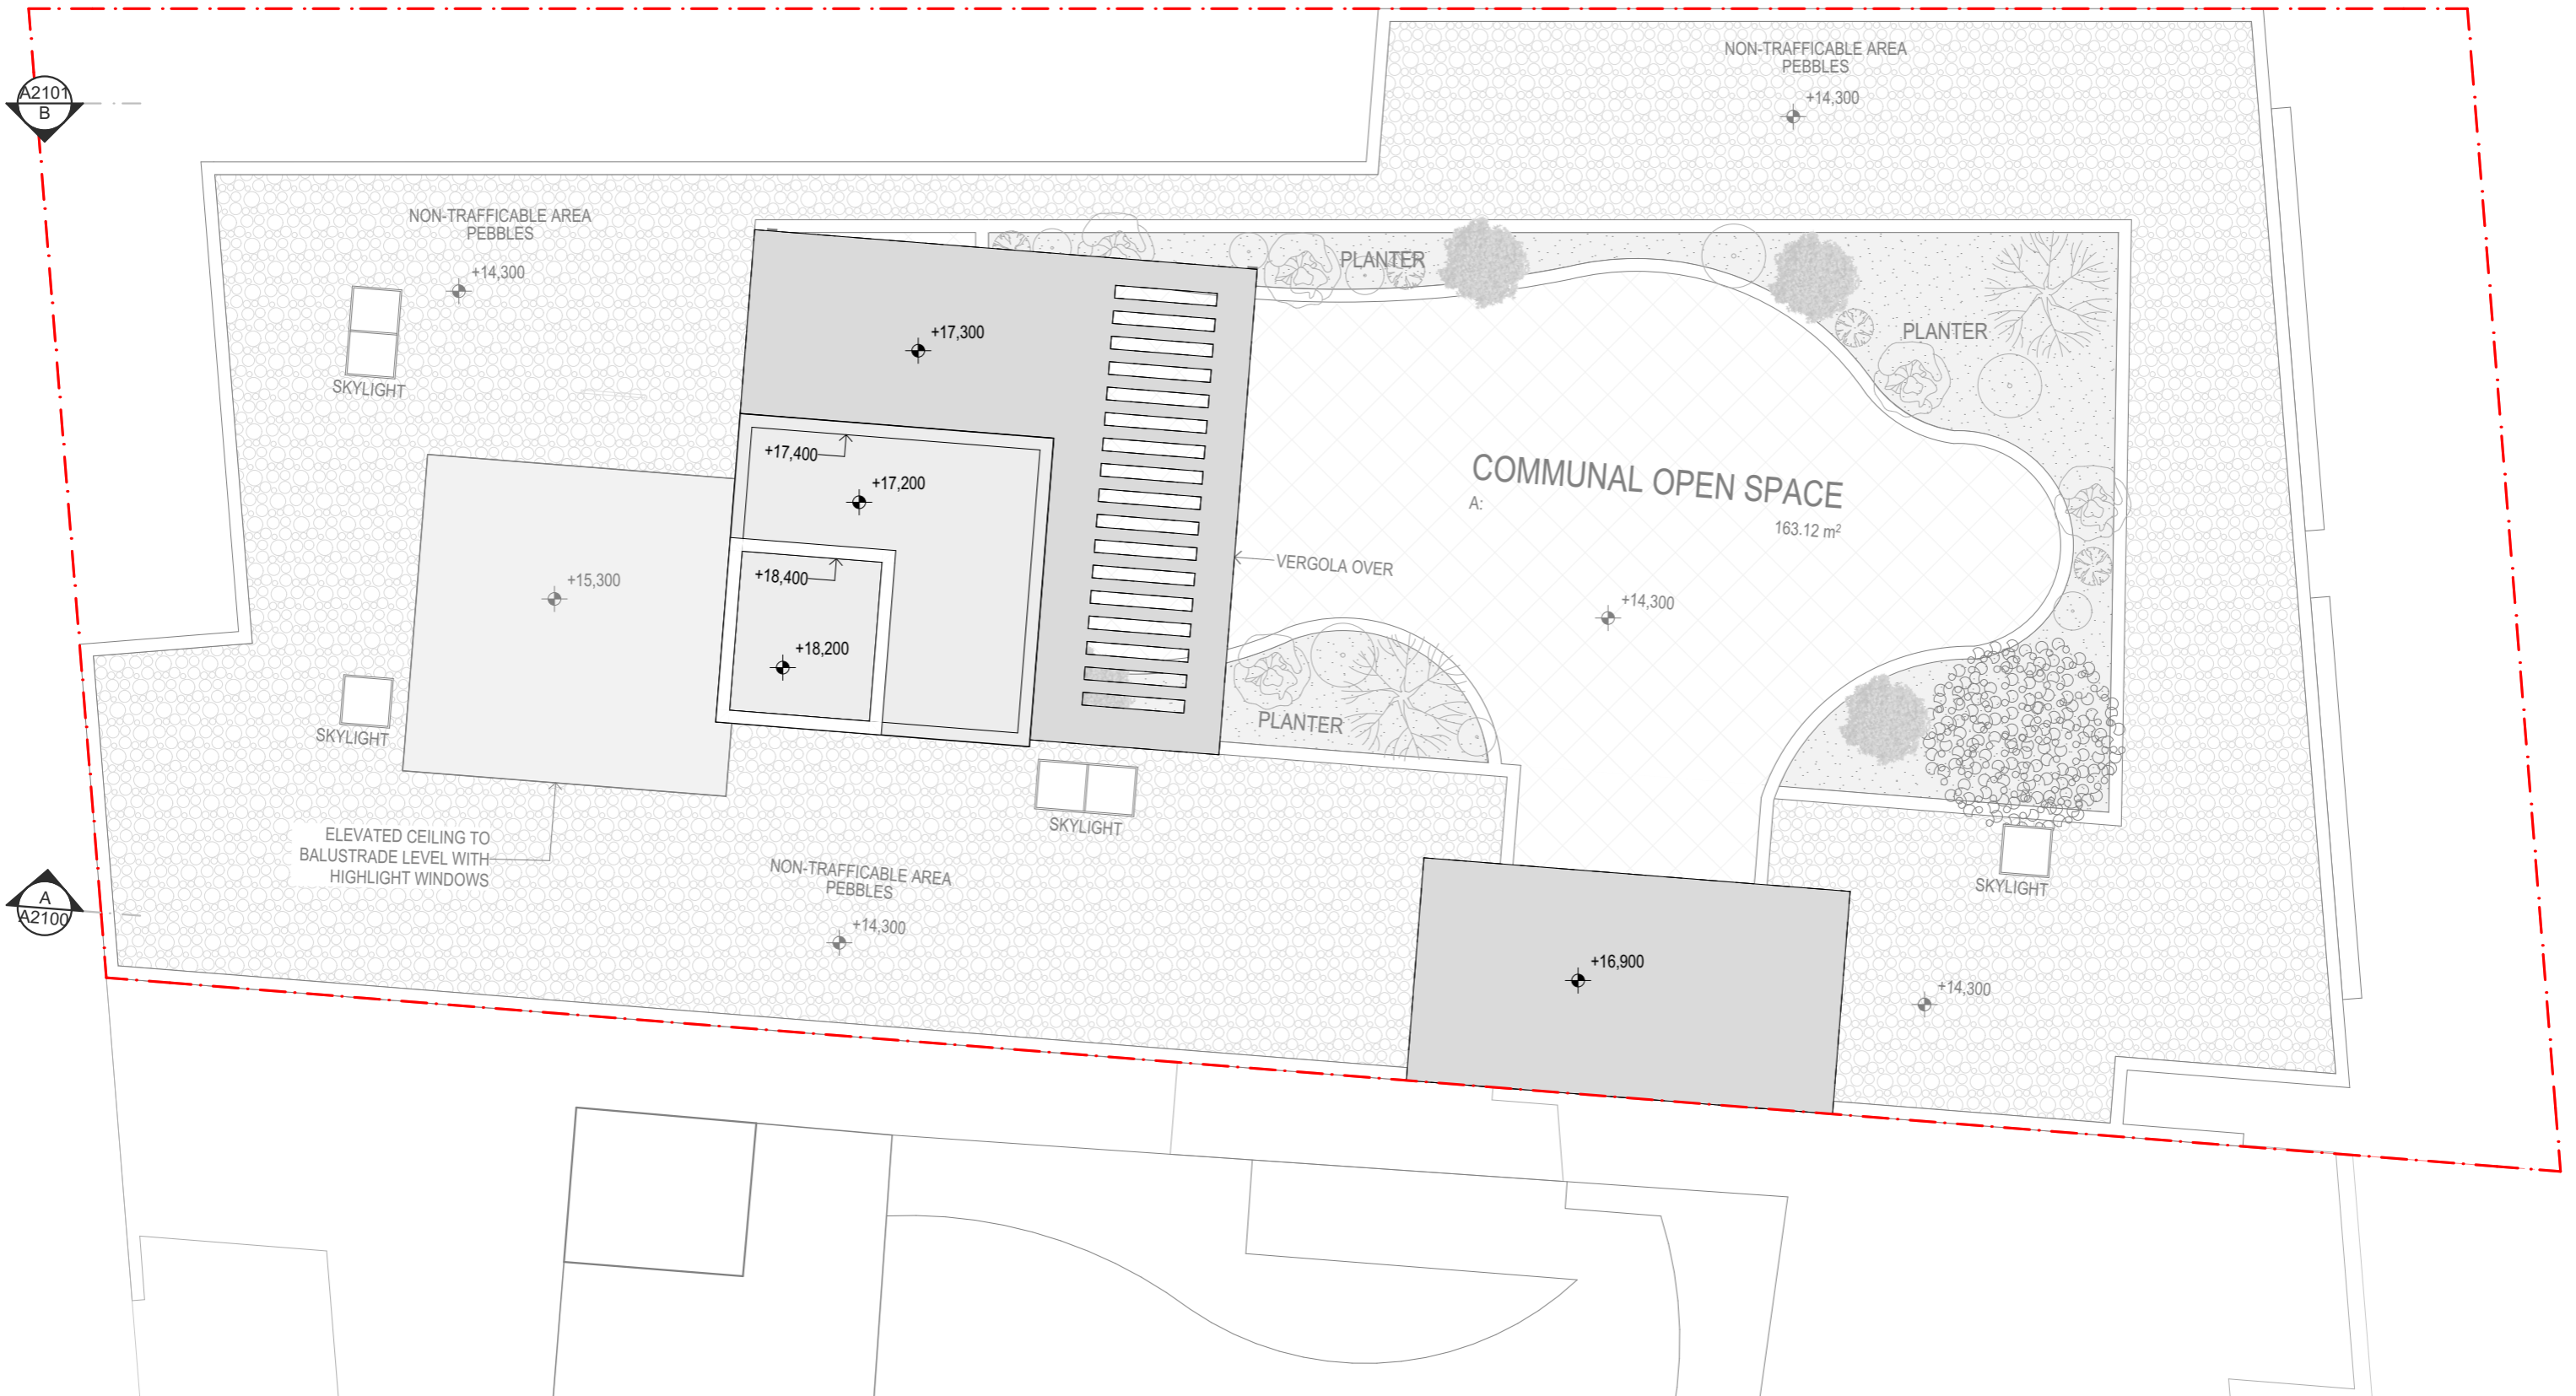 NON-TRAFFICABLE AREA
PEBBLES
+14,300
A2101
B
NON-TRAFFICABLE AREA
PEBBLES
+14,300
SKYLIGHT
PLANTER
PLANTER
+17,300
+17,400
+17,200
COMMUNAL OPEN SPACE
A:
163.12 m²
VERGOLA OVER
+15,300
+18,400
+14,300
+18,200
SKYLIGHT
PLANTER
SKYLIGHT
ELEVATED CEILING TO
BALUSTRADE LEVEL WITH
HIGHLIGHT WINDOWS
NON-TRAFFICABLE AREA
PEBBLES
+14,300
SKYLIGHT
A
A2100
+16,900
+14,300